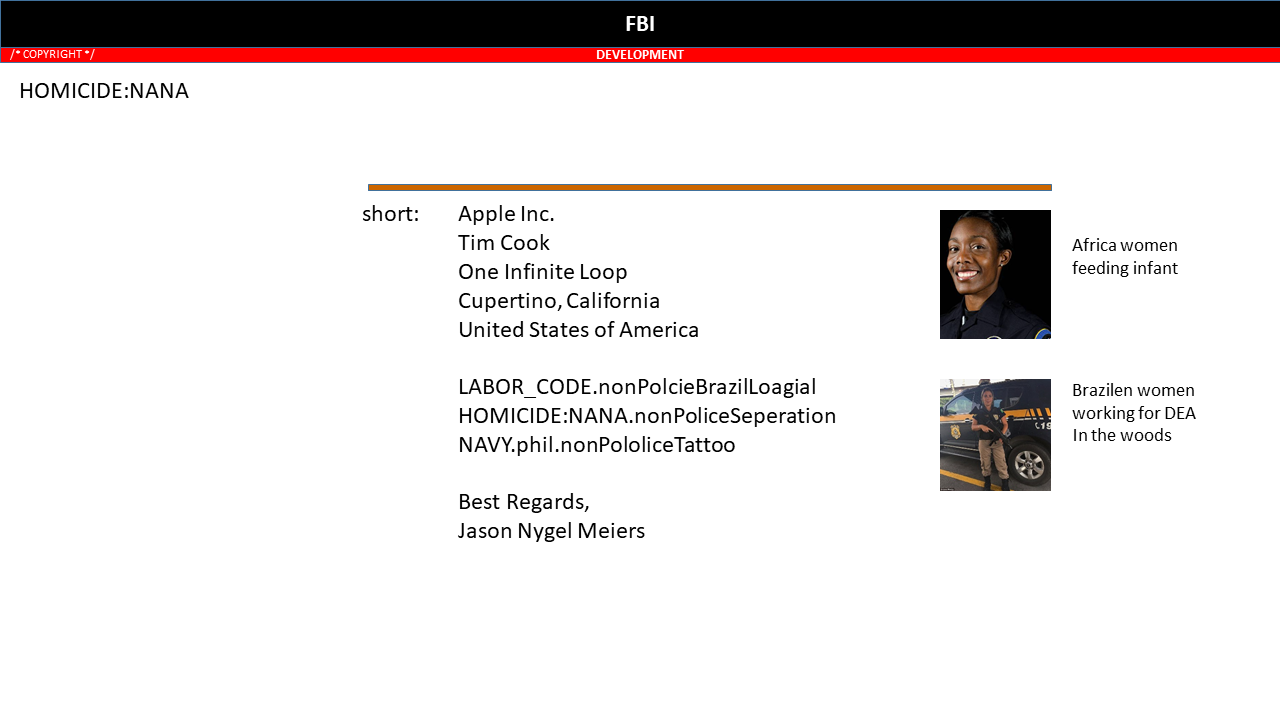 FBI
/* COPYRIGHT */
DEVELOPMENT
HOMICIDE:NANA
short:
Apple Inc.
Tim Cook
One Infinite Loop
Cupertino, California
United States of America
LABOR_CODE.nonPolcieBrazilLoagial
HOMICIDE:NANA.nonPoliceSeperation
NAVY.phil.nonPololiceTattoo
Best Regards,
Jason Nygel Meiers
Africa women
feeding infant
Brazilen women
working for DEA
In the woods